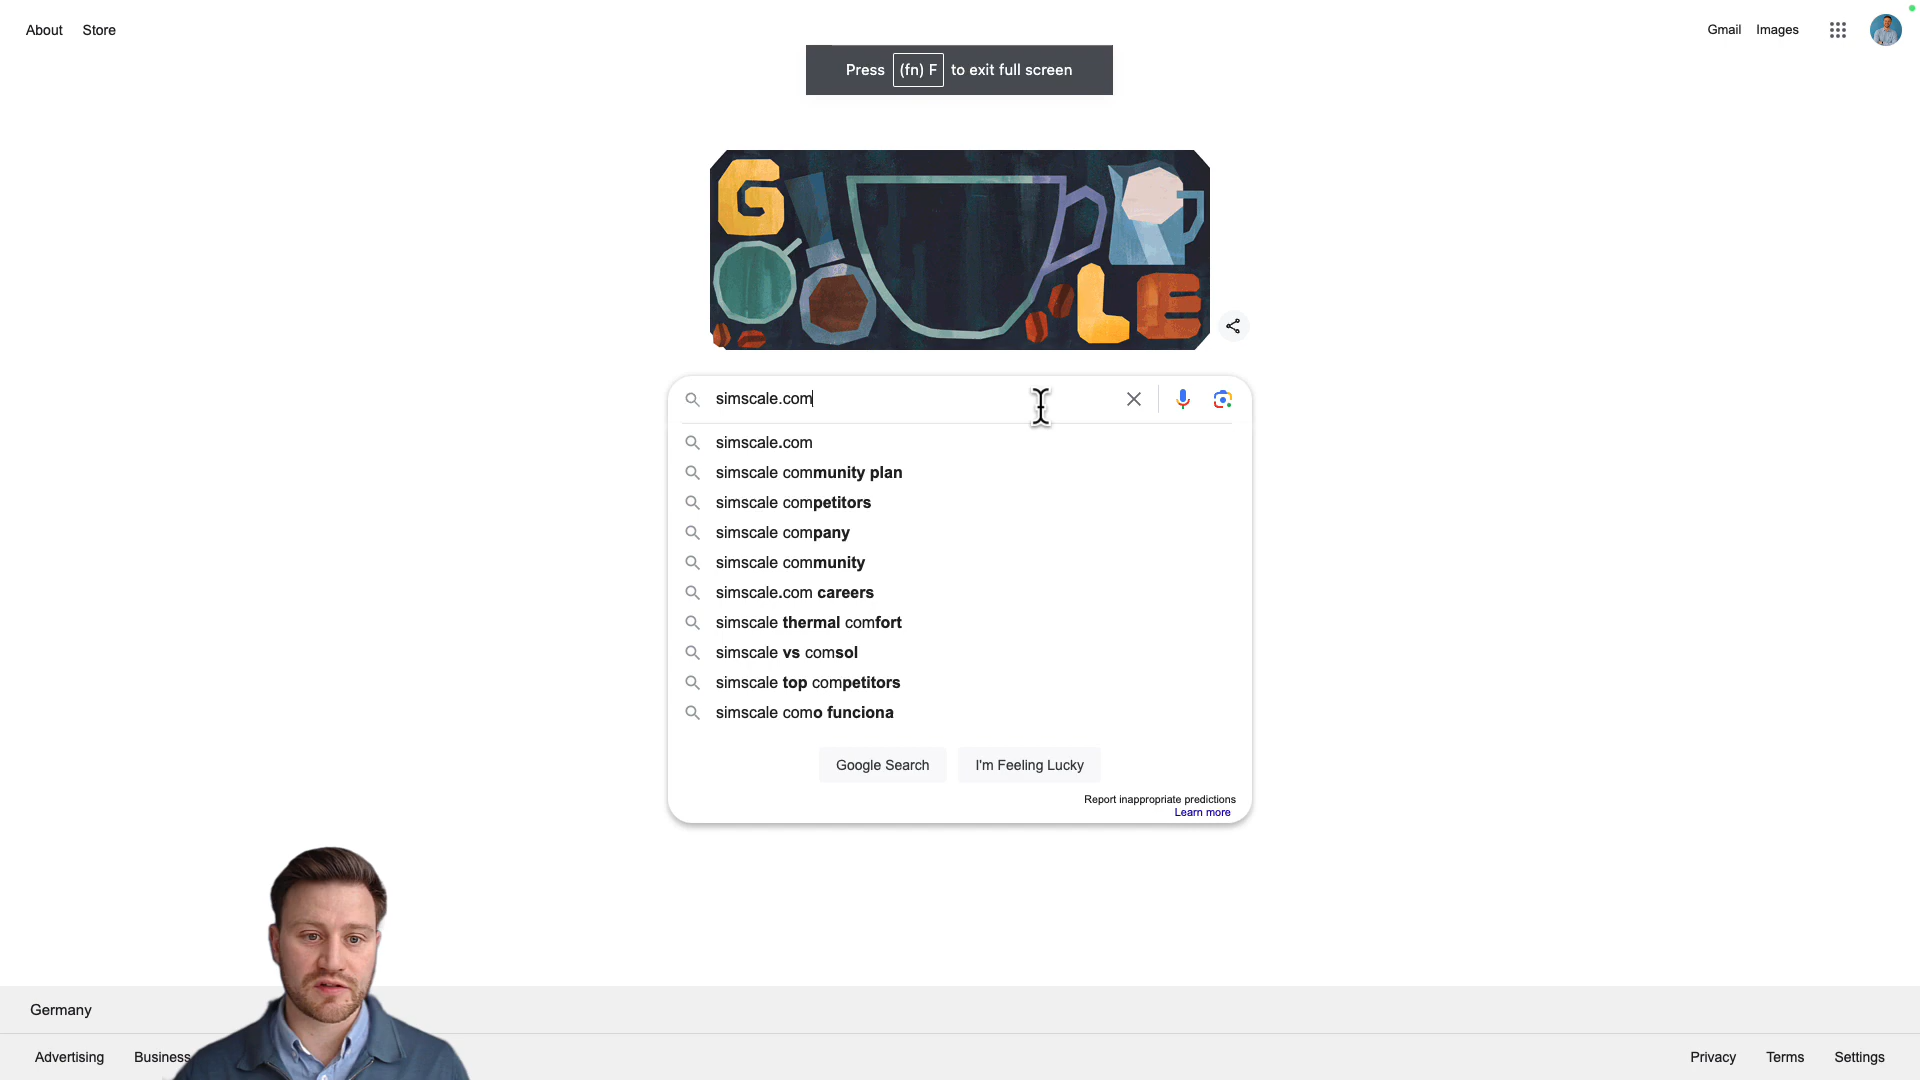 About Store
Gmail Images
Press (fn) F to exit full screen
G LE
simscale.com
simscale.com
simscale community plan
simscale competitors
simscale company
simscale community
simscale.com careers
simscale thermal comfort
simscale vs comsol
simscale top competitors
simscale como funciona
Google Search I'm Feeling Lucky
Report inappropriate predictions
Learn more
Germany
Advertising Business
Privacy Terms Settings